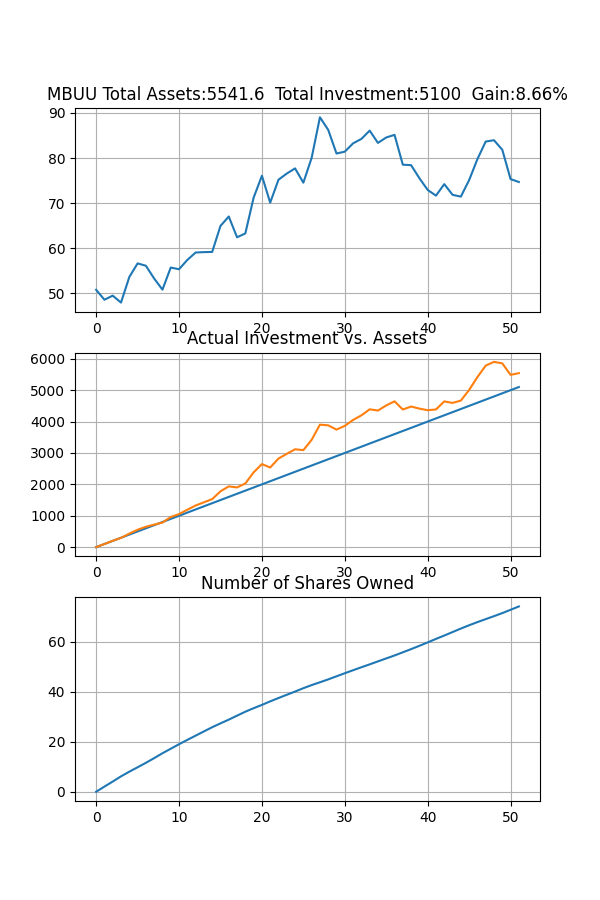 MBUU Total Assets:5541.6  Total Investment:5100  Gain:8.66%
90
80
70
60
50
0 10 20 30 40 50
Actual Investment vs. Assets
6000
5000
4000
3000
2000
1000
0
0 10 20 30 40 50
Number of Shares Owned
60
40
20
0
0 10 20 30 40 50